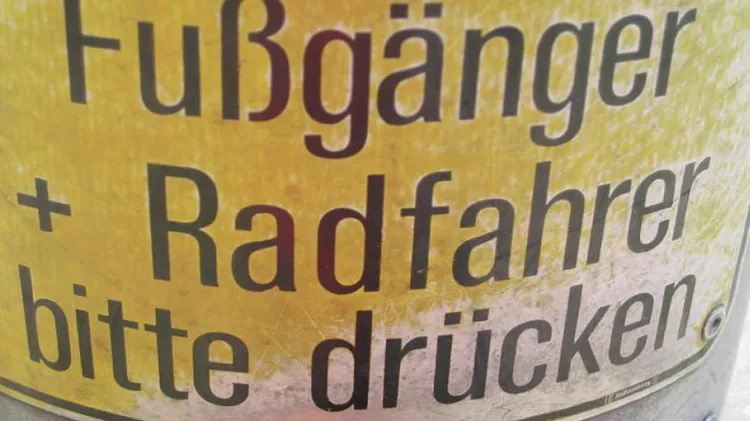 Fußgänger
+ Radfahrer
bitte drücken